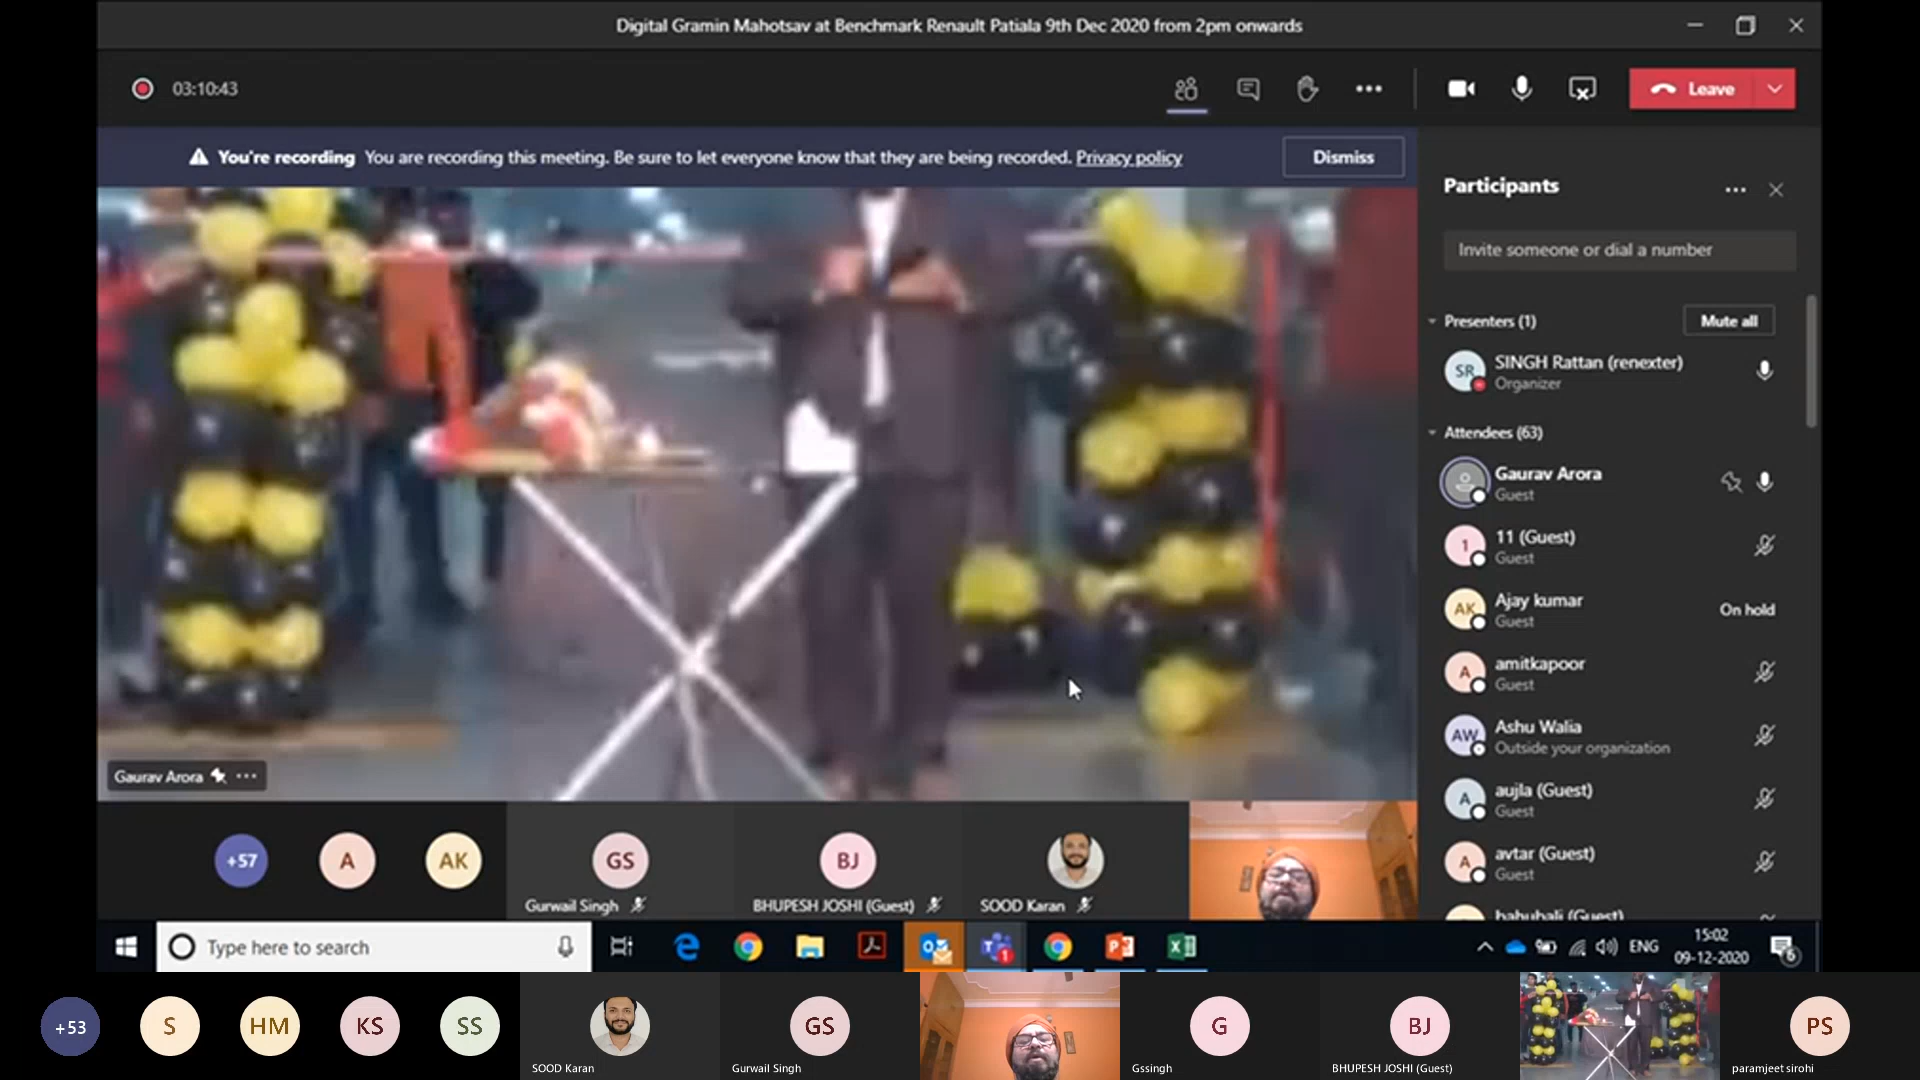 Digital Gramin Mahotsav at Benchmark Renault Patiala 9th Dec 2020 from 2pm onwards
03:10:43
Leave
You're recording You are recording this meeting. Be sure to let everyone know that they are being recorded. Privacy policy
Dismiss
Participants
Invite someone or dial a number
Presenters (1)
Mute all
SR
SINGH Rattan (renexter)
Organizer
Attendees (63)
Gaurav Arora
Guest
1
11 (Guest)
Guest
AK
Ajay kumar
Guest
On hold
A
amitkapoor
Guest
AW
Ashu Walia
Outside your organization
A
aujla (Guest)
Guest
A
avtar (Guest)
Guest
bahubali (Guest)
Gaurav Arora
+57
A
AK
GS
Gurwail Singh
BJ
BHUPESH JOSHI (Guest)
SOOD Karan
Type here to search
ENG
15:02
09-12-2020
6
+53
S
HM
KS
SS
SOOD Karan
GS
Gurwail Singh
G
Gssingh
BJ
BHUPESH JOSHI (Guest)
PS
paramjeet sirohi